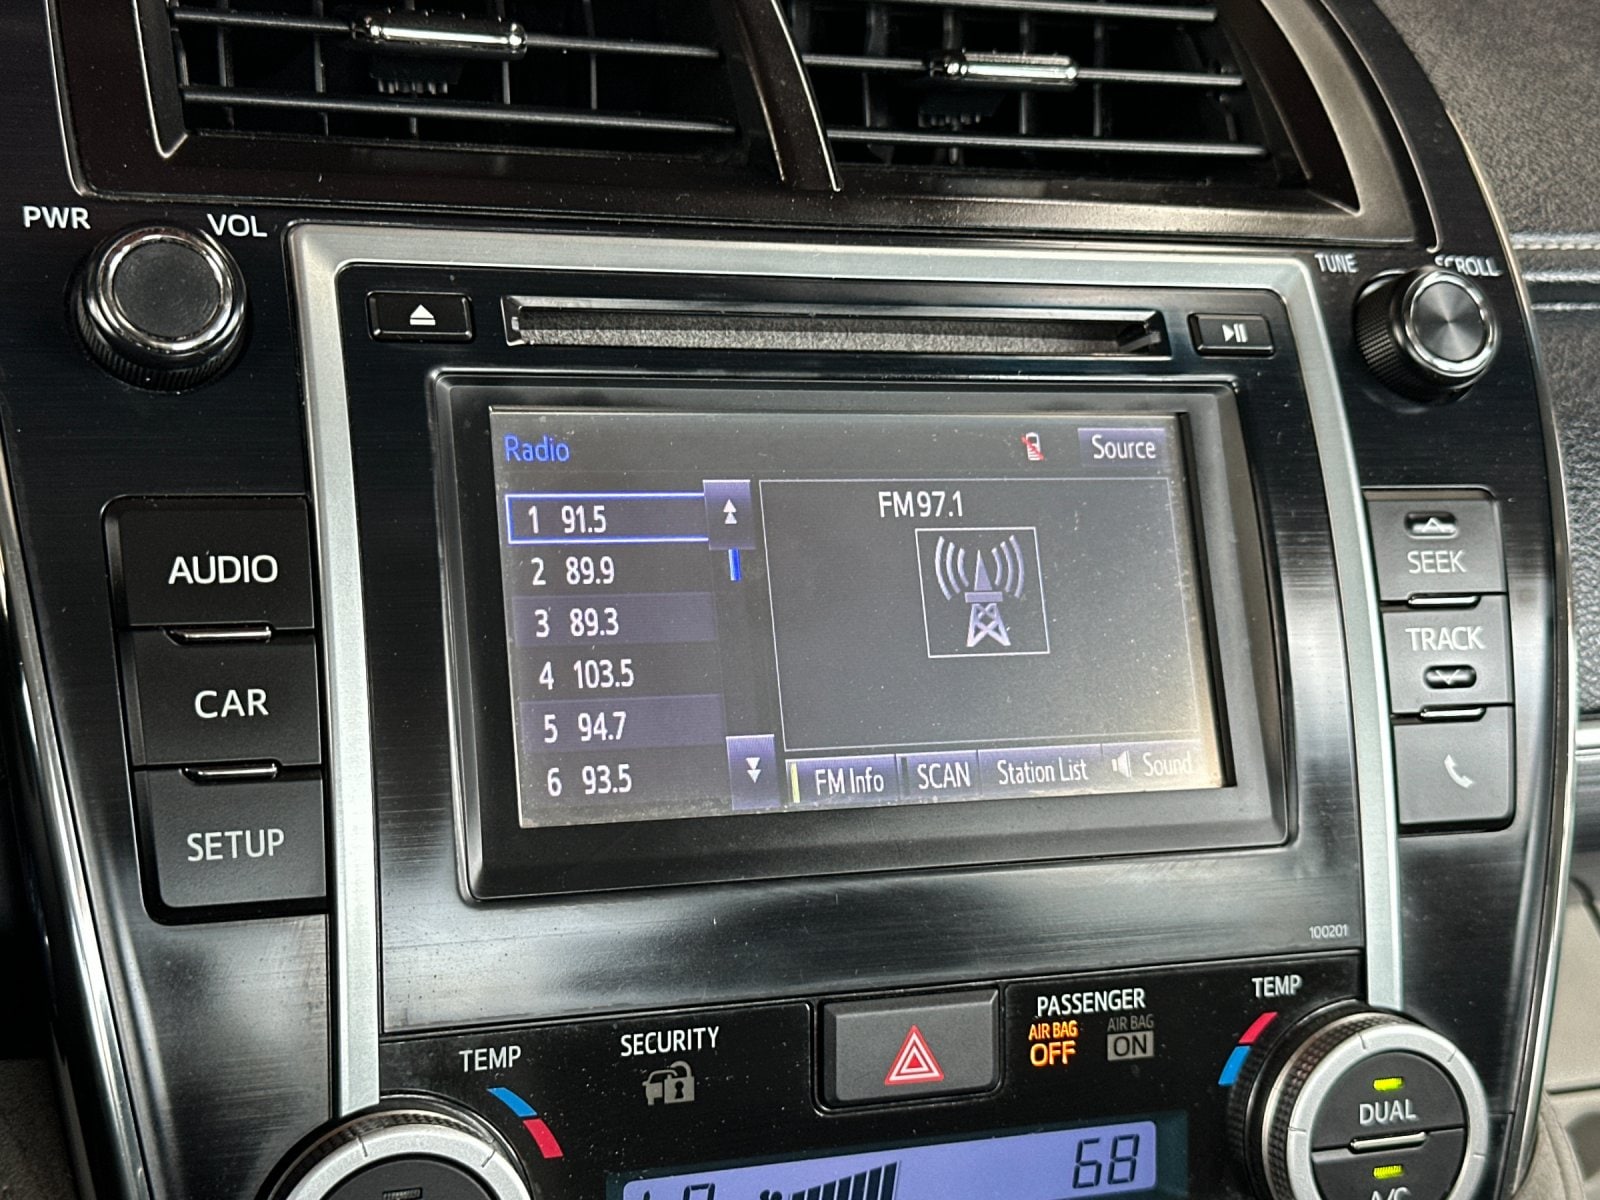 PWR
VOL
TUNE
SCROLL
Radio
Source
1 91.5
2 89.9
3 89.3
4 103.5
5 94.7
6 93.5
FM97.1
FM Info
SCAN
Station List
Sound
AUDIO
CAR
SETUP
SEEK
TRACK
100201
TEMP
SECURITY
PASSENGER
AIR BAG
OFF
AIR BAG
ON
TEMP
DUAL
A/C
68